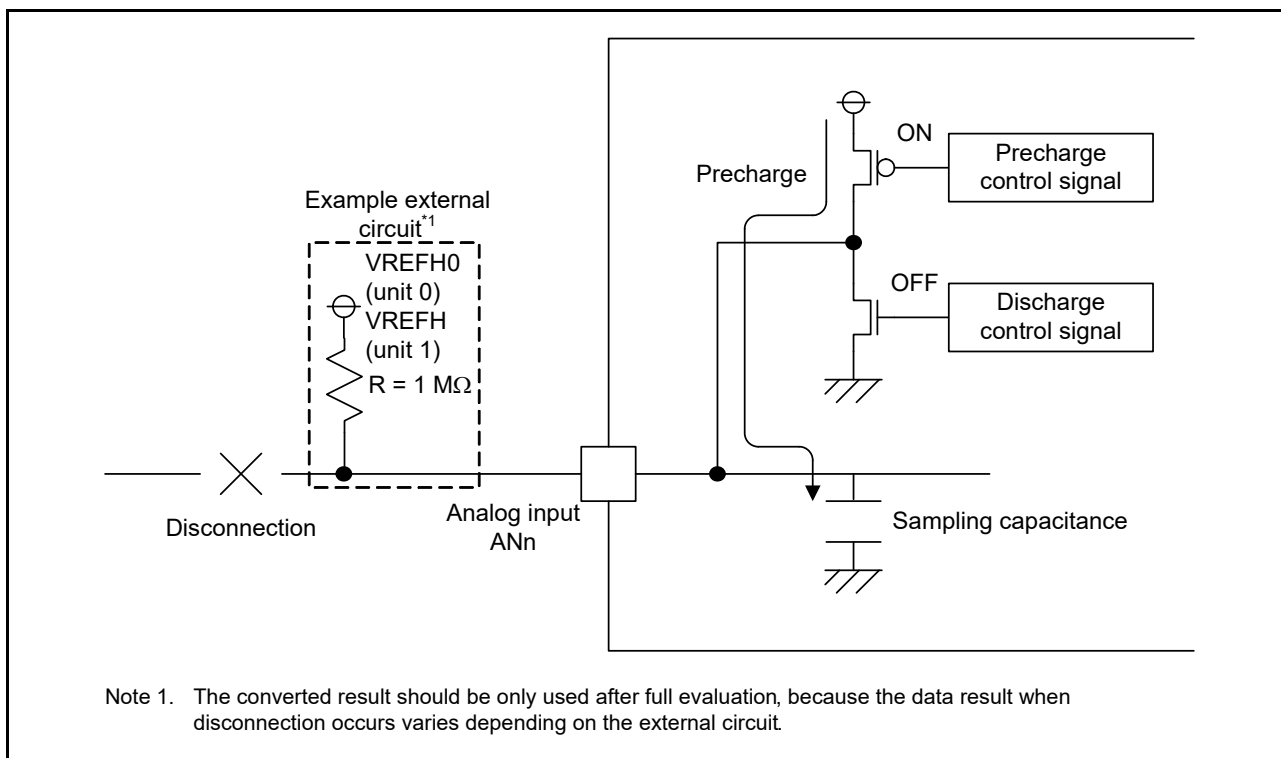 ON
Precharge
control signal
Precharge
Example external
circuit*1
VREFH0
(unit 0)
VREFH
(unit 1)
R = 1 MΩ
OFF
Discharge
control signal
Analog input
ANn
Sampling capacitance
Disconnection
Note 1. The converted result should be only used after full evaluation, because the data result when
disconnection occurs varies depending on the external circuit.